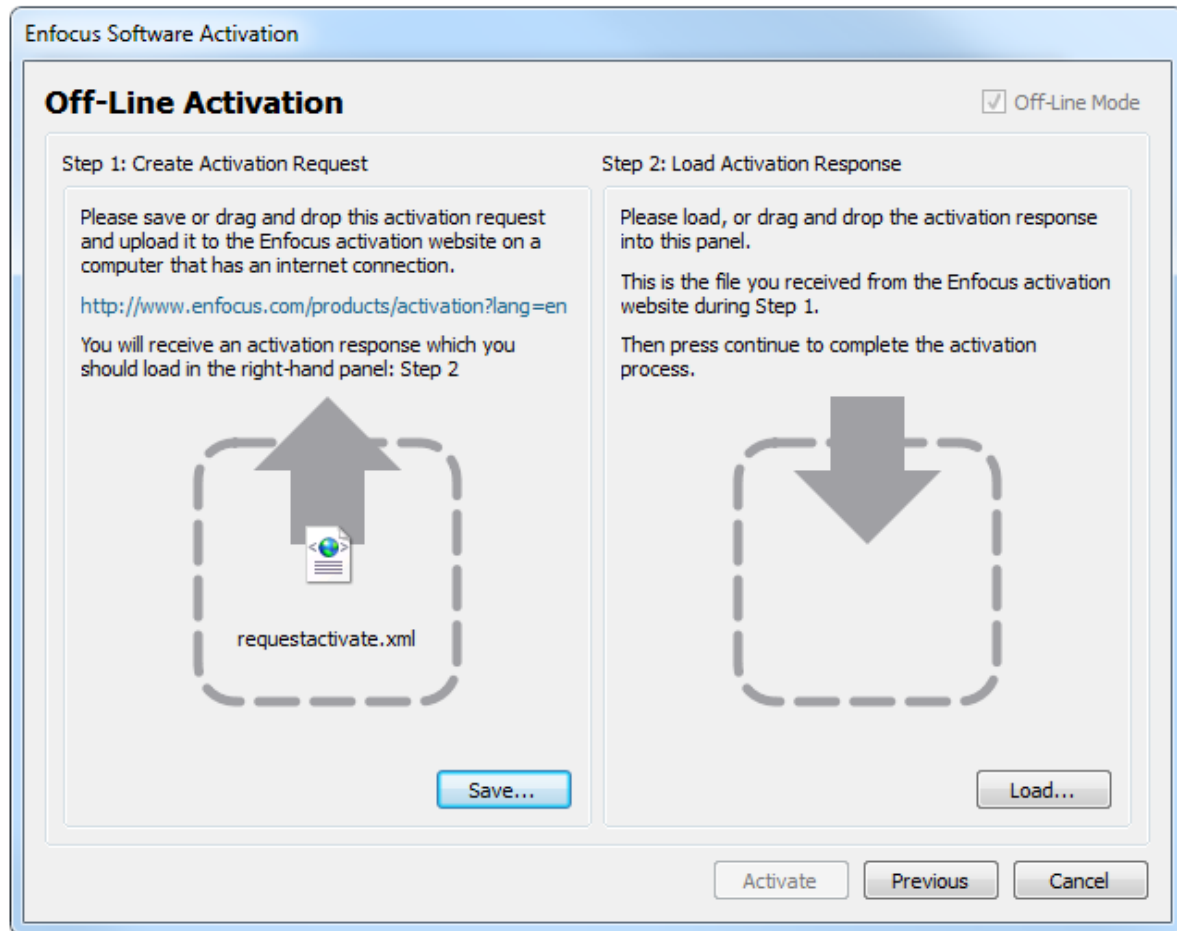 Enfocus Software Activation
Off-Line Activation
Off-Line Mode
Step 1: Create Activation Request
Please save or drag and drop this activation request
and upload it to the Enfocus activation website on a
computer that has an internet connection.
http://www.enfocus.com/products/activation?lang=en
You will receive an activation response which you
should load in the right-hand panel: Step 2
requestactivate.xml
Save...
Step 2: Load Activation Response
Please load, or drag and drop the activation response
into this panel.
This is the file you received from the Enfocus activation
website during Step 1.
Then press continue to complete the activation
process.
Load...
Activate
Previous
Cancel